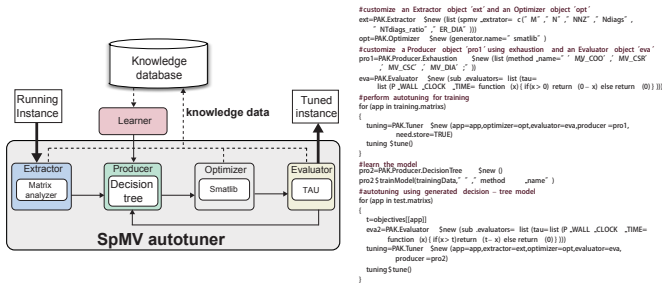 Knowledge
database
Running
Instance
knowledge data
Tuned
instance
Learner
Extractor
Matrix
analyzer
Producer
Decision
tree
Optimizer
Smatlib
Evaluator
TAU
SpMV autotuner
#customize an Extractor object 'ext' and an Optimizer object 'opt'
ext=PAK.Extractor $new (list (spmv _extrator= c(" M" ," N" ," NNZ" ," Ndiags" ,
" NTdiags_ratio" ," ER_DIA" )))
opt=PAK.Optimizer $new (generator.name=" smatlib" )
#customize a Producer object 'pro1' using exhaustion and an Evaluator object 'eva'
pro1=PAK.Producer.Exhaustion $new (list (method _name=" ' MV_COO' ,' MV_CSR'
,' MV_CSC' ,' MV_DIA' ;" ))
eva=PAK.Evaluator $new (sub .evaluators= list (tau=
list (P _WALL _CLOCK _TIME= function (x) { if(x > 0) return (0 – x) else return (0) } )))
#perform autotuning for training
for (app in training.matrixs)
{
tuning=PAK.Tuner $new (app=app,optimizer=opt,evaluator=eva,producer =pro1,
need.store=TRUE)
tuning $tune()
}
#learn the model
pro2=PAK.Producer.DecisionTree $new ()
pro2 $trainModel(trainingData," " ," method _name" )
#autotuning using generated decision – tree model
for (app in test.matrixs)
{
t=objectives[[app]]
eva2=PAK.Evaluator $new (sub .evaluators= list (tau= list (P _WALL _CLOCK _TIME=
function (x) { if(x > t)return (t – x) else return (0) } )))
tuning=PAK.Tuner $new (app=app,extractor=ext,optimizer=opt,evaluator=eva,
producer =pro2)
tuning $tune()
}